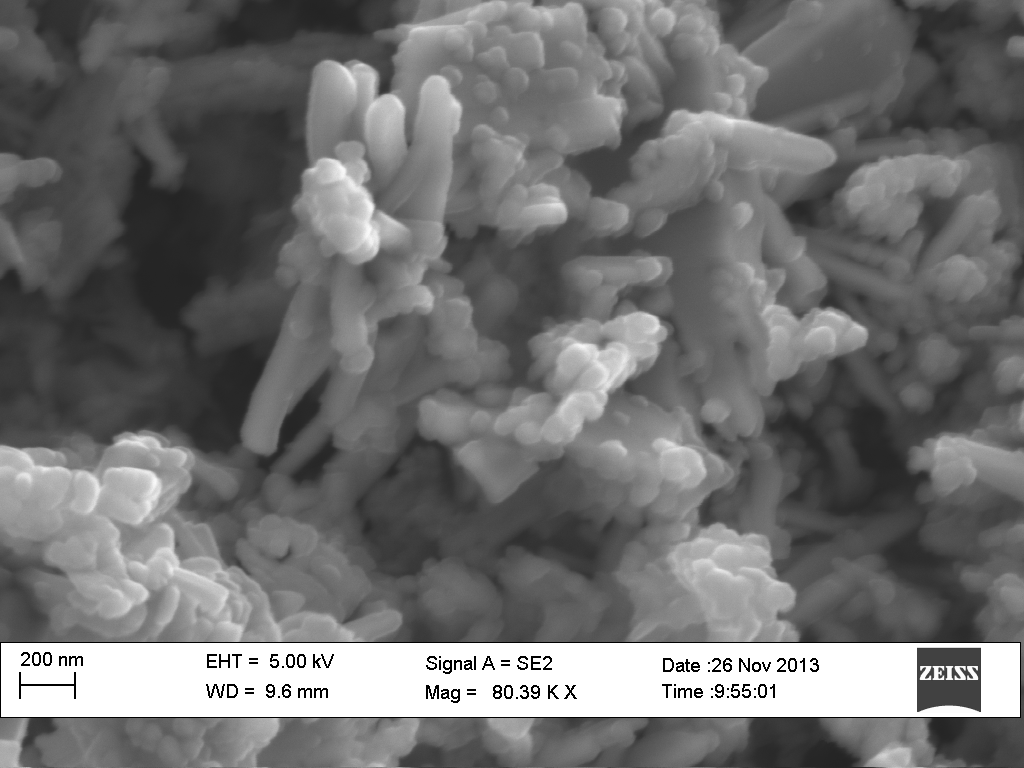 200 nm
EHT = 5.00 kV
WD = 9.6 mm
Signal A = SE2
Mag = 80.39 K X
Date :26 Nov 2013
Time :9:55:01
ZEISS